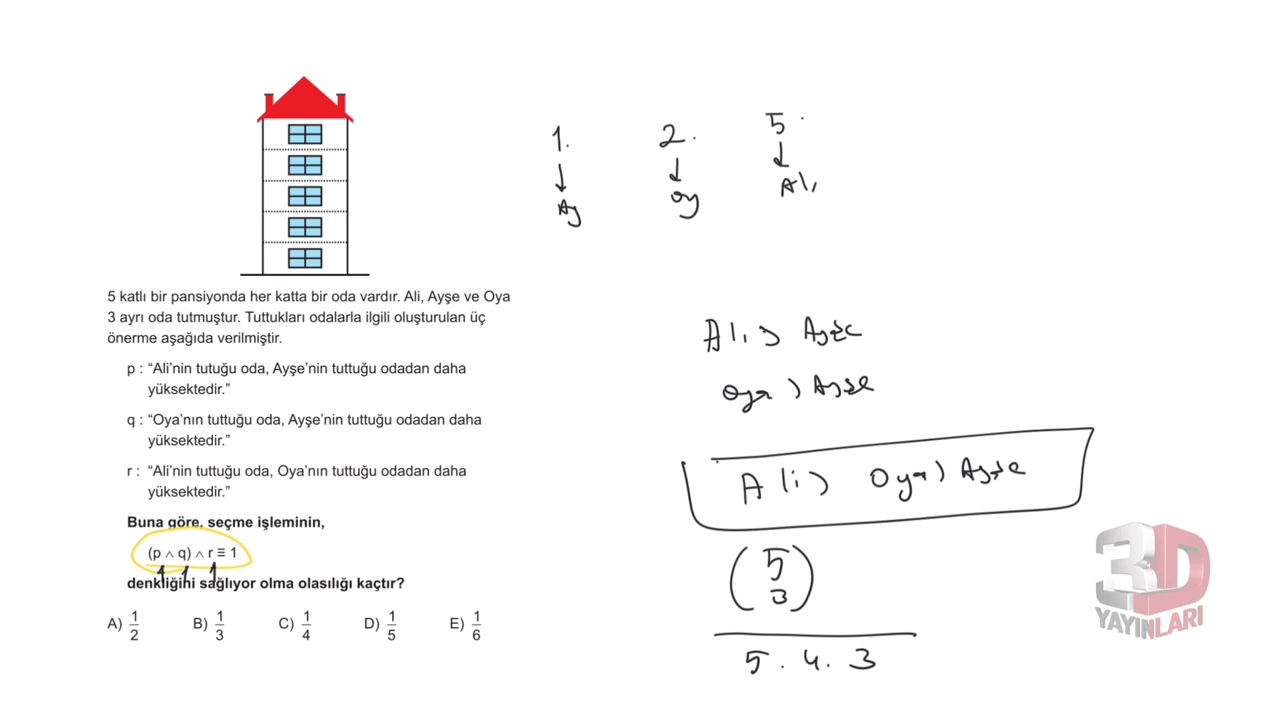 5 katlı bir pansiyonda her katta bir oda vardır. Ali, Ayşe ve Oya
3 ayrı oda tutmuştur. Tuttukları odalarla ilgili oluşturulan üç
önerme aşağıda verilmiştir.
p : “Ali’nin tutuğu oda, Ayşe’nin tuttuğu odadan daha
yüksektedir.”
q : “Oya’nın tuttuğu oda, Ayşe’nin tuttuğu odadan daha
yüksektedir.”
r : “Ali’nin tuttuğu oda, Oya’nın tuttuğu odadan daha
yüksektedir.”
Buna göre, seçme işleminin,
(p ∧ q) ∧ r ≡ 1
1 1 1
denkliğini sağlıyor olma olasılığı kaçtır?
A) 1/2 B) 1/3 C) 1/4 D) 1/5 E) 1/6
1. 2. 5.
↓ ↓ ↓
Ay Oy Ali
Ali > Ayşe
Oya > Ayşe
Ali > Oya > Ayşe
(5
3)
5 . 4 . 3
3D
YAYINLARI